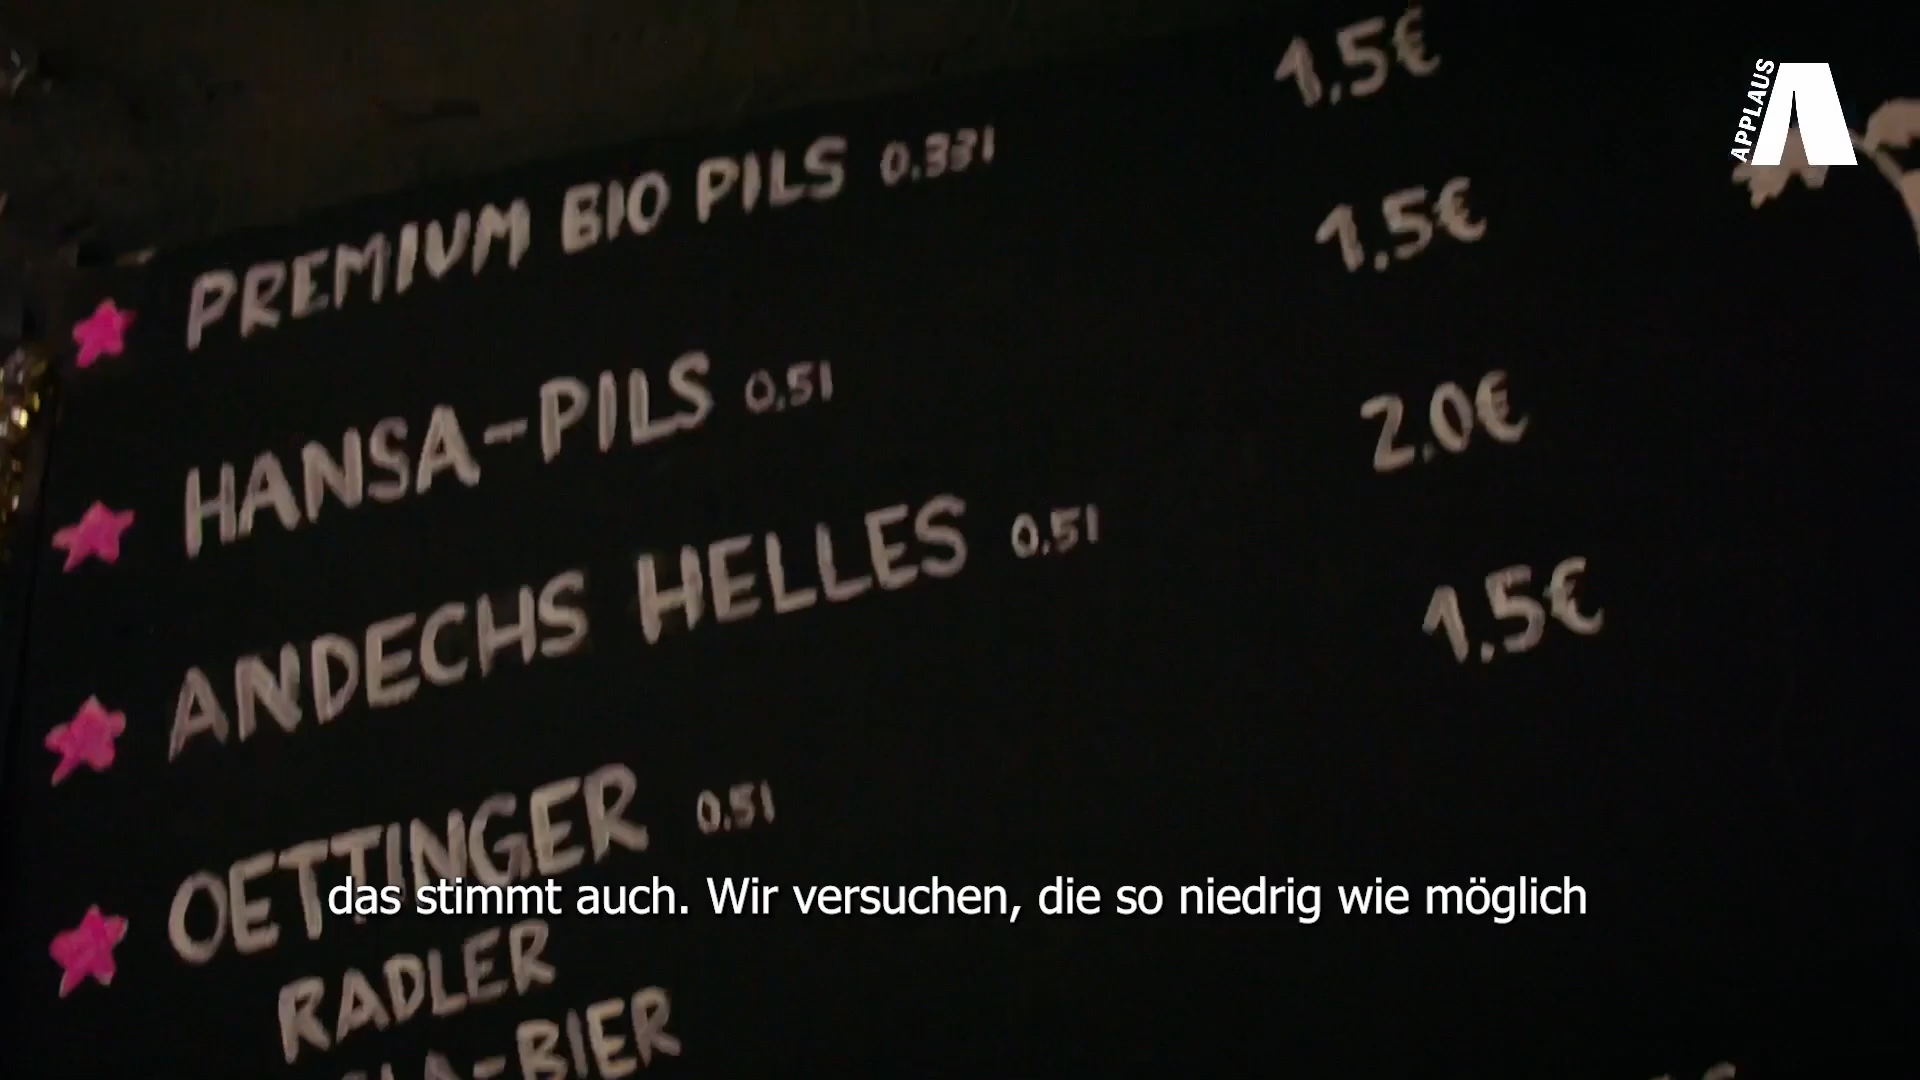 APPLAUS
PREMIUM BIO PILS 0.33l 1.5€
HANSA-PILS 0.5l 1.5€
ANDECHS HELLES 0.5l 2.0€
OETTINGER 0.5l 1.5€
das stimmt auch. Wir versuchen, die so niedrig wie möglich
RADLER
-BIER